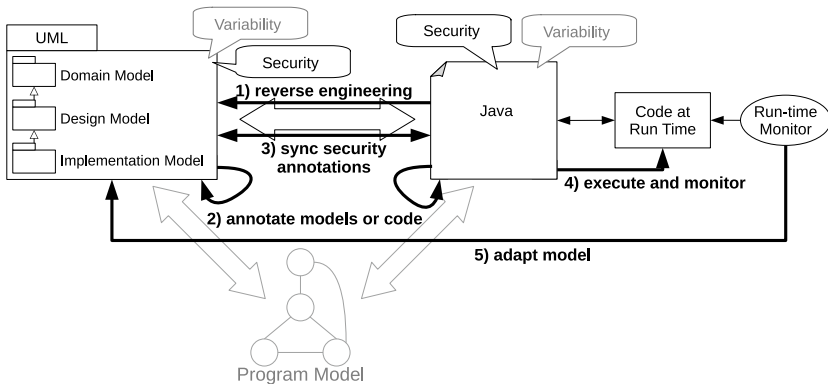 Variability
UML
Security
Domain Model
Design Model
Implementation Model
Security
Variability
Java
1) reverse engineering
3) sync security
annotations
2) annotate models or code
Code at
Run Time
Run-time
Monitor
4) execute and monitor
5) adapt model
Program Model